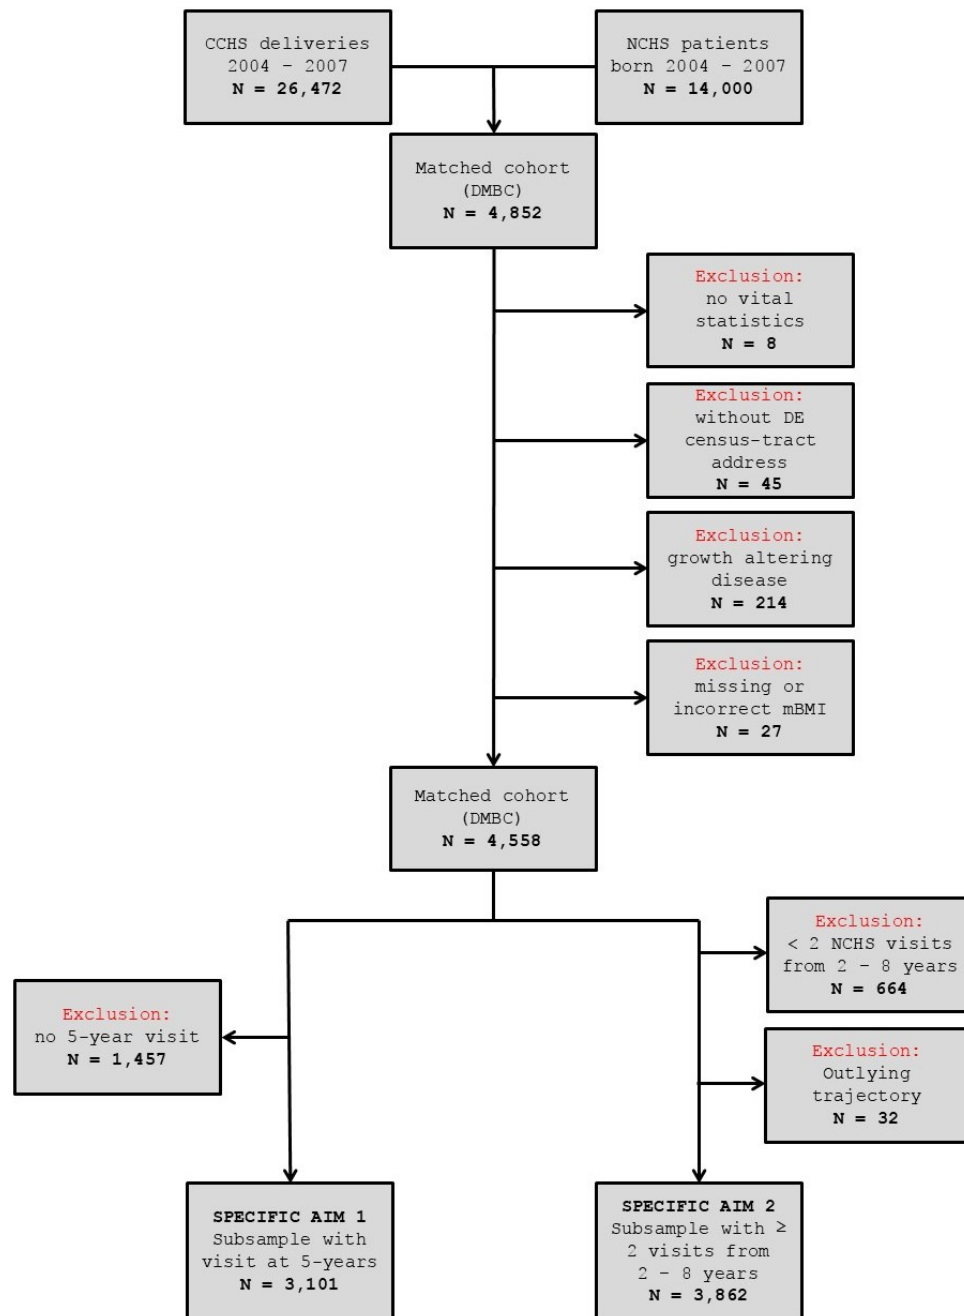 CCHS deliveries
2004 – 2007
N = 26,472
NCHS patients
born 2004 – 2007
N = 14,000
Matched cohort
(DMBC)
N = 4,852
Exclusion:
no vital
statistics
N = 8
Exclusion:
without DE
census-tract
address
N = 45
Exclusion:
growth altering
disease
N = 214
Exclusion:
missing or
incorrect mBMI
N = 27
Matched cohort
(DMBC)
N = 4,558
Exclusion:
< 2 NCHS visits
from 2 – 8 years
N = 664
Exclusion:
no 5-year visit
N = 1,457
Exclusion:
Outlying
trajectory
N = 32
SPECIFIC AIM 1
Subsample with
visit at 5-years
N = 3,101
SPECIFIC AIM 2
Subsample with ≥
2 visits from
2 – 8 years
N = 3,862